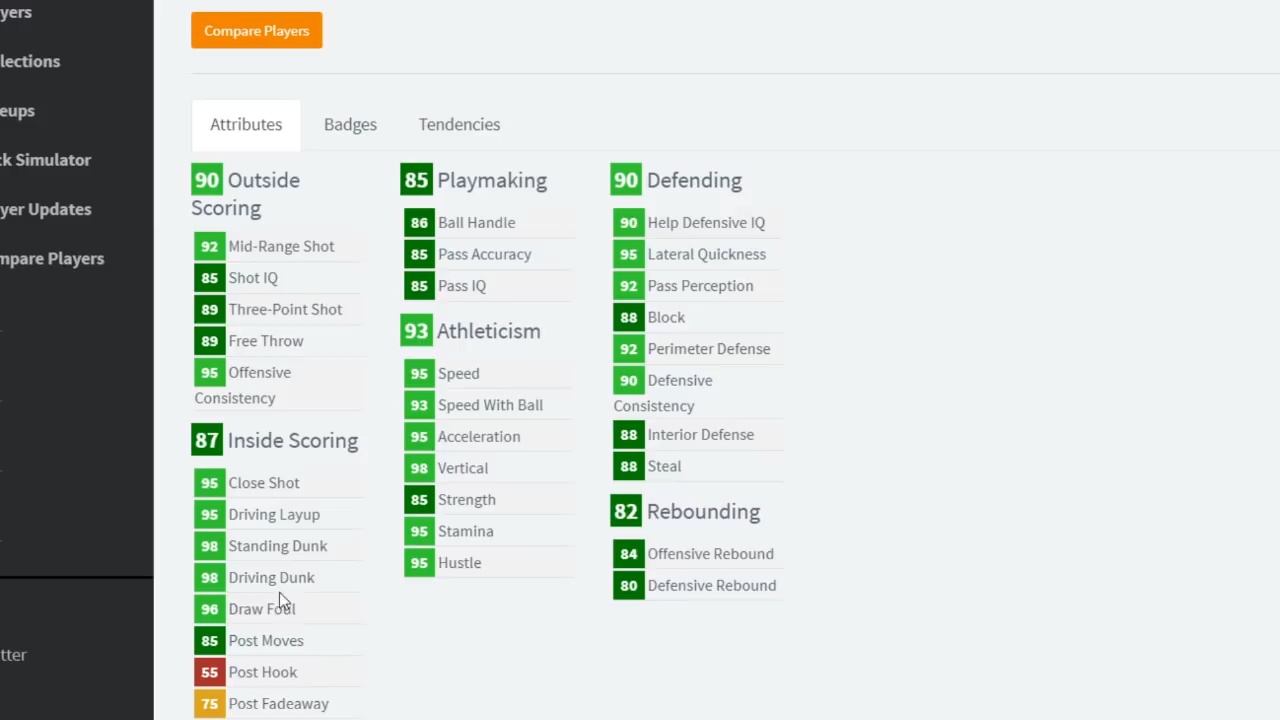 yers
lections
eups
ck Simulator
yer Updates
mpare Players
tter
Compare Players
Attributes
Badges
Tendencies
90 Outside
Scoring
92 Mid-Range Shot
85 Shot IQ
89 Three-Point Shot
89 Free Throw
95 Offensive
Consistency
87 Inside Scoring
95 Close Shot
95 Driving Layup
98 Standing Dunk
98 Driving Dunk
96 Draw Foul
85 Post Moves
55 Post Hook
75 Post Fadeaway
85 Playmaking
86 Ball Handle
85 Pass Accuracy
85 Pass IQ
93 Athleticism
95 Speed
93 Speed With Ball
95 Acceleration
98 Vertical
85 Strength
95 Stamina
95 Hustle
90 Defending
90 Help Defensive IQ
95 Lateral Quickness
92 Pass Perception
88 Block
92 Perimeter Defense
90 Defensive
Consistency
88 Interior Defense
88 Steal
82 Rebounding
84 Offensive Rebound
80 Defensive Rebound